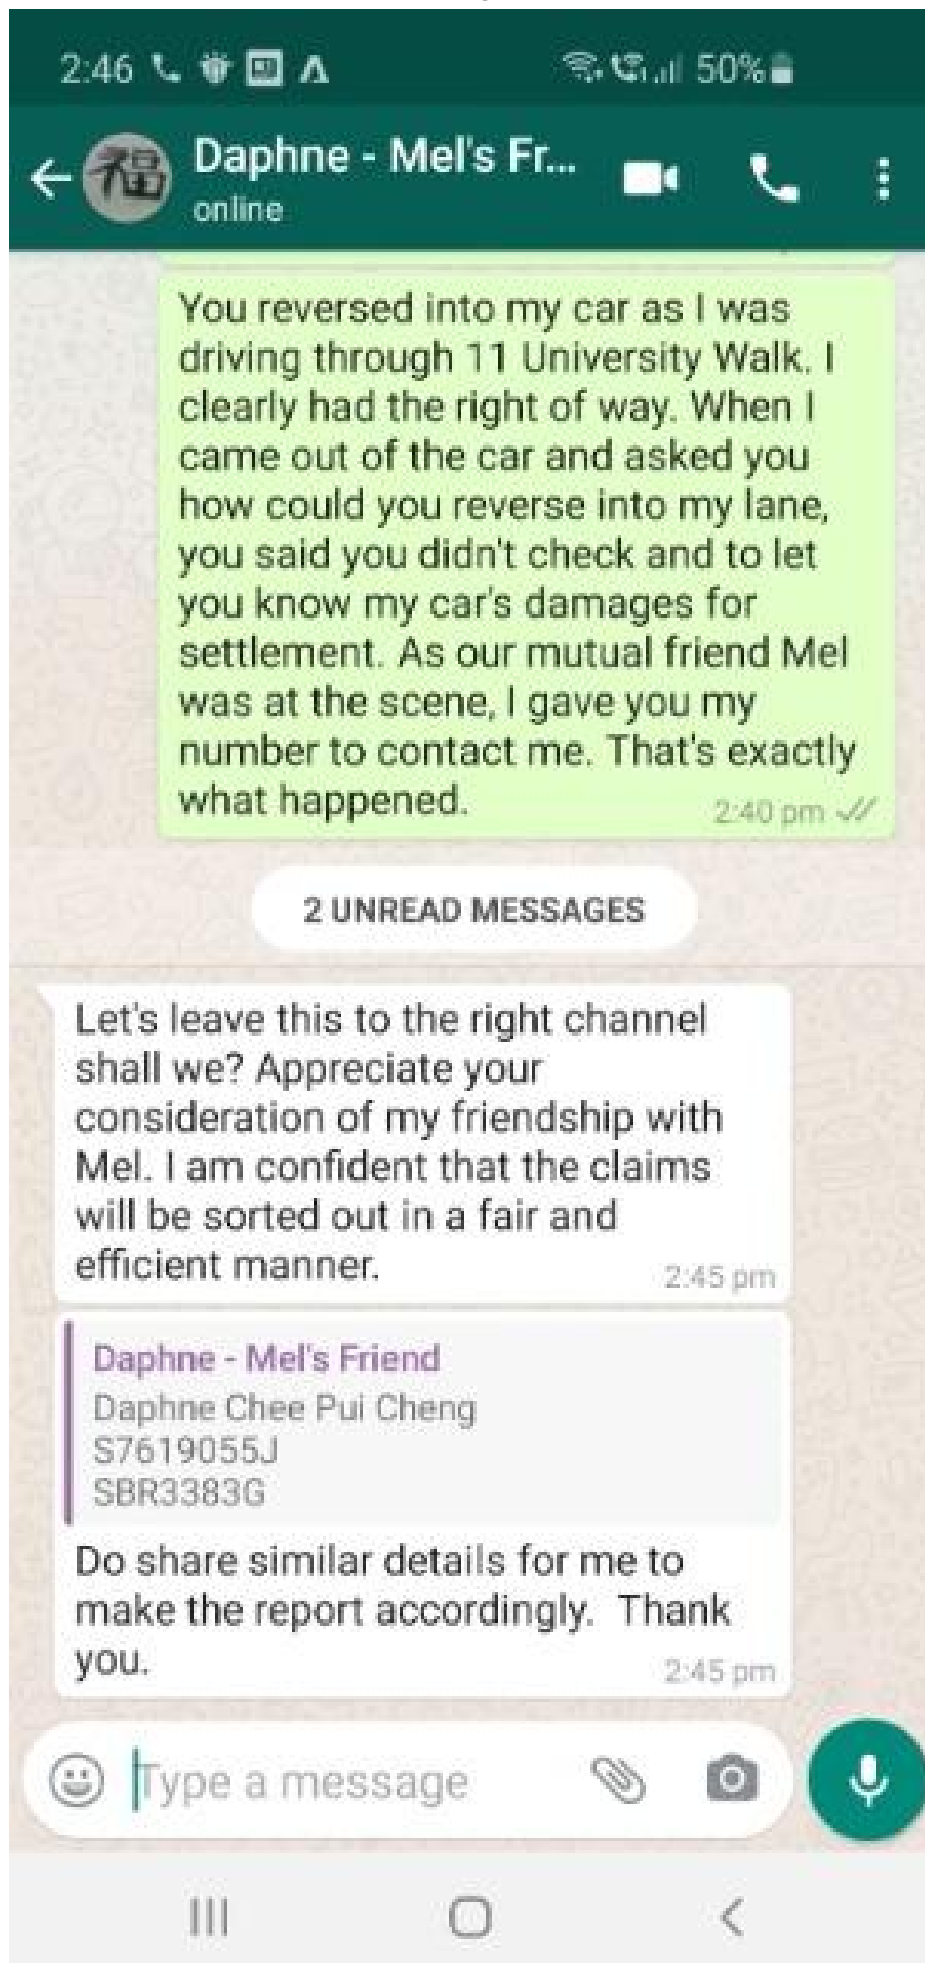 2:46
50%
福
Daphne - Mel's Fr...
online
You reversed into my car as I was
driving through 11 University Walk. I
clearly had the right of way. When I
came out of the car and asked you
how could you reverse into my lane,
you said you didn't check and to let
you know my car's damages for
settlement. As our mutual friend Mel
was at the scene, I gave you my
number to contact me. That's exactly
what happened.
2:40 pm
2 UNREAD MESSAGES
Let's leave this to the right channel
shall we? Appreciate your
consideration of my friendship with
Mel. I am confident that the claims
will be sorted out in a fair and
efficient manner.
2:45 pm
Daphne - Mel's Friend
Daphne Chee Pui Cheng
S7619055J
SBR3383G
Do share similar details for me to
make the report accordingly.  Thank
you.
2:45 pm
Type a message